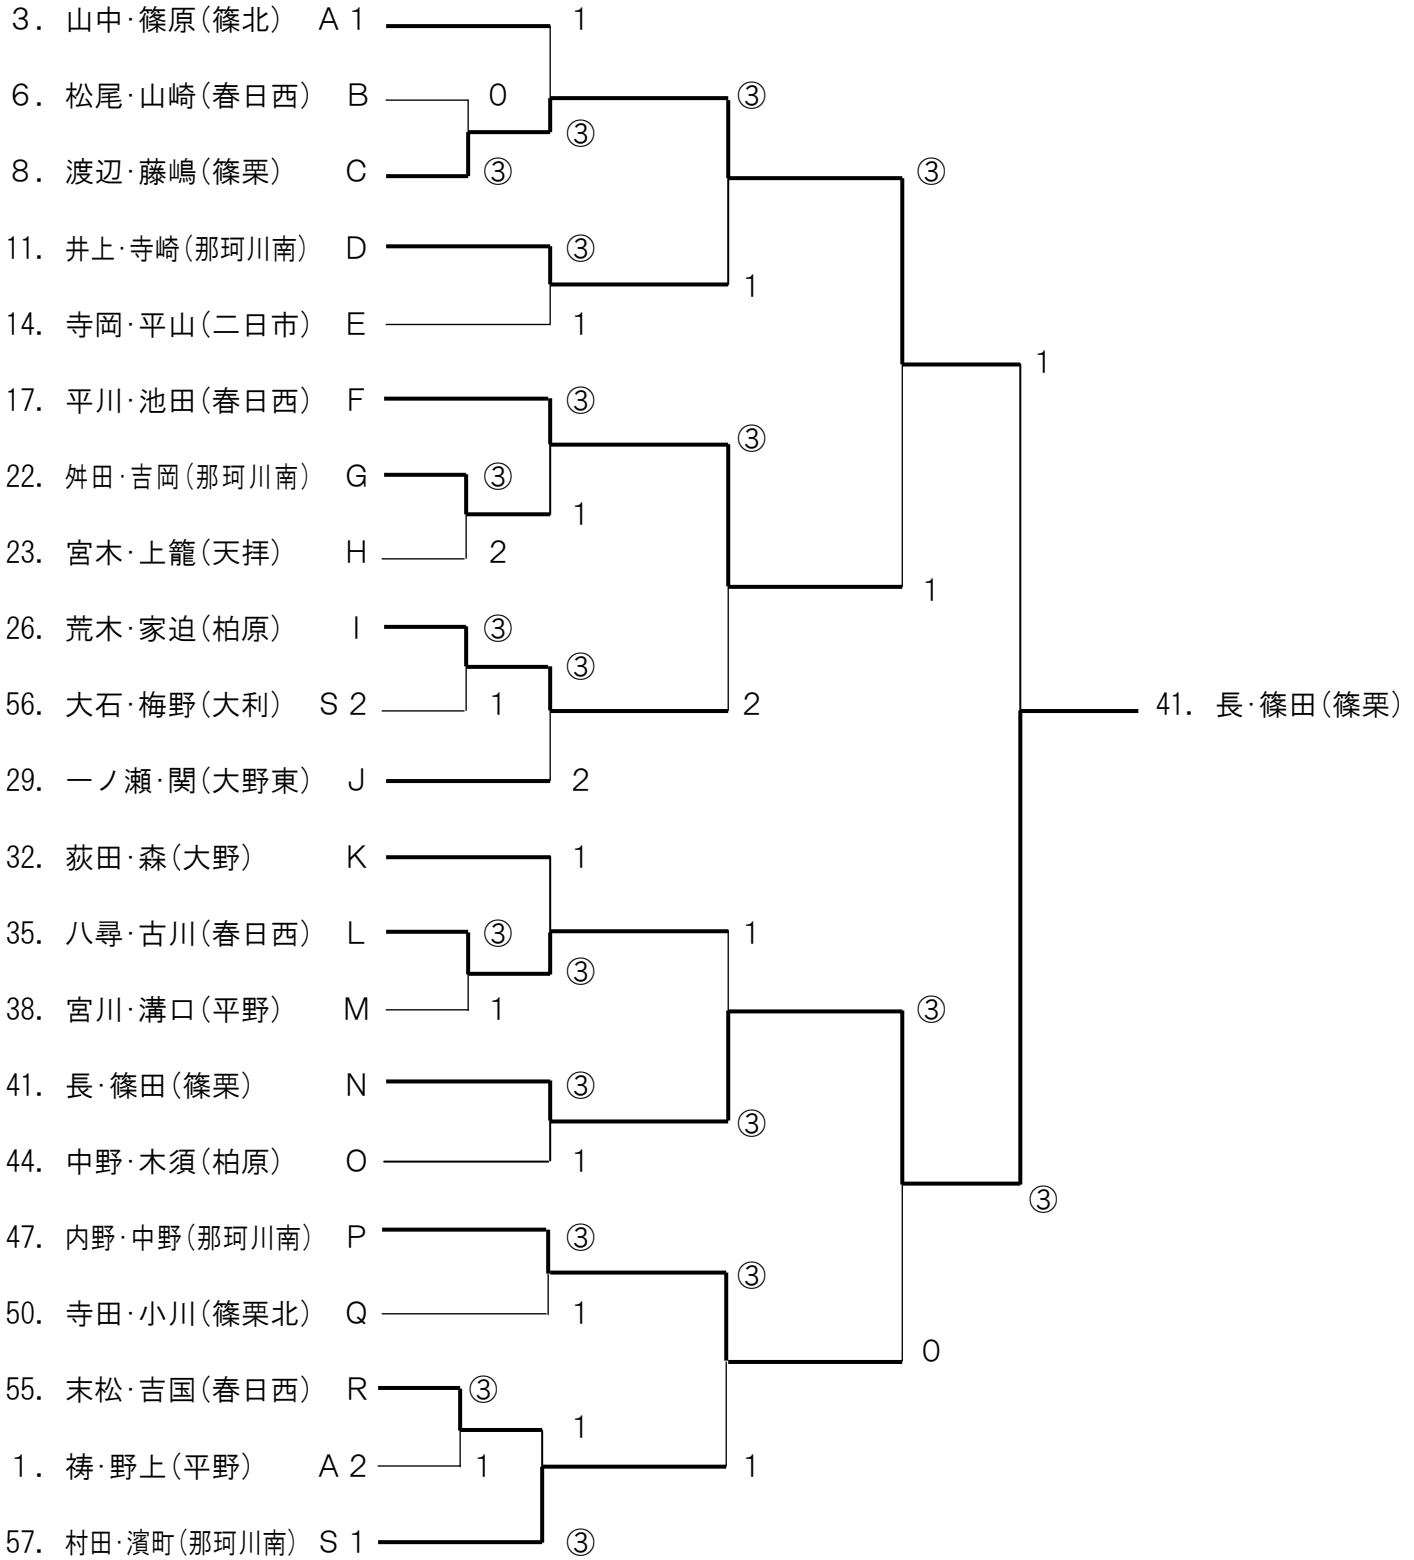 3. 山中・篠原(篠北) A1 1
6. 松尾・山崎(春日西) B 0 ③
③
8. 渡辺・藤嶋(篠栗) C ③ ③
11. 井上・寺崎(那珂川南) D ③
1
14. 寺岡・平山(二日市) E 1
1
17. 平川・池田(春日西) F ③
③
22. 舛田・吉岡(那珂川南) G ③
1
23. 宮木・上籠(天拝) H 2
1
26. 荒木・家迫(柏原) I ③
③
56. 大石・梅野(大利) S2 1 2 41. 長・篠田(篠栗)
29. 一ノ瀬・関(大野東) J 2
32. 荻田・森(大野) K 1
35. 八尋・古川(春日西) L ③ 1
③
38. 宮川・溝口(平野) M 1 ③
41. 長・篠田(篠栗) N ③
③
44. 中野・木須(柏原) O 1
③
47. 内野・中野(那珂川南) P ③
③
50. 寺田・小川(篠栗北) Q 1
0
55. 末松・吉国(春日西) R ③
1
1. 祷・野上(平野) A2 1 1
57. 村田・濱町(那珂川南) S1 ③